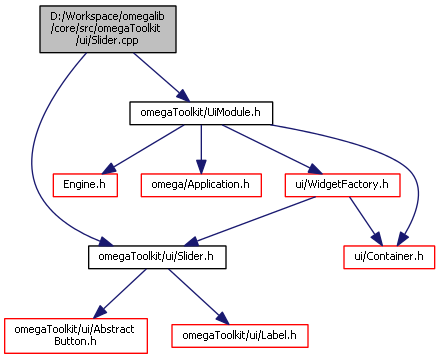 D:/Workspace/omegalib
/core/src/omegaToolkit
/ui/Slider.cpp
omegaToolkit/UiModule.h
Engine.h
omega/Application.h
ui/WidgetFactory.h
omegaToolkit/ui/Slider.h
ui/Container.h
omegaToolkit/ui/Abstract
Button.h
omegaToolkit/ui/Label.h